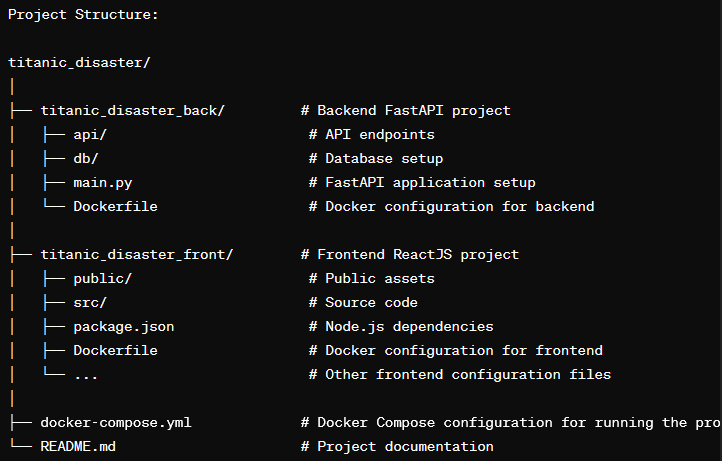 Project Structure:
titanic_disaster/
│
├── titanic_disaster_back/         # Backend FastAPI project
│   ├── api/                        # API endpoints
│   ├── db/                         # Database setup
│   ├── main.py                     # FastAPI application setup
│   └── Dockerfile                  # Docker configuration for backend
│
├── titanic_disaster_front/        # Frontend ReactJS project
│   ├── public/                     # Public assets
│   ├── src/                        # Source code
│   ├── package.json                # Node.js dependencies
│   ├── Dockerfile                  # Docker configuration for frontend
│   └── ...                         # Other frontend configuration files
│
├── docker-compose.yml             # Docker Compose configuration for running the pro
└── README.md                      # Project documentation